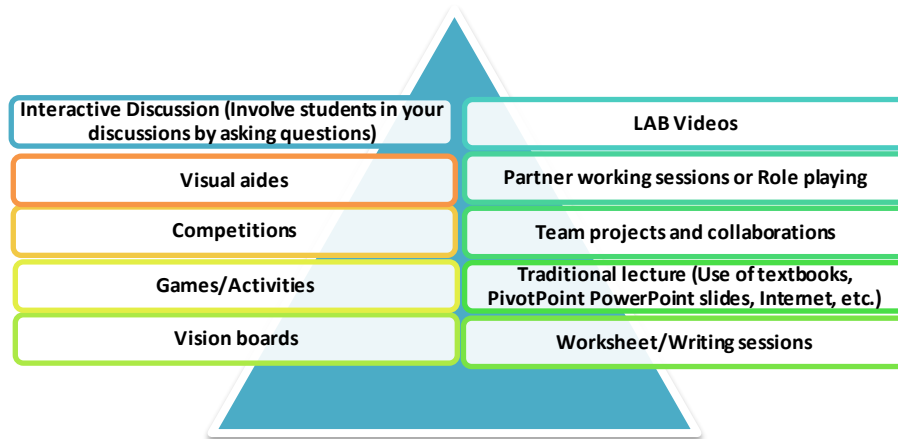 Interactive Discussion (Involve students in your
discussions by asking questions)
Visual aides
Competitions
Games/Activities
Vision boards
LAB Videos
Partner working sessions or Role playing
Team projects and collaborations
Traditional lecture (Use of textbooks,
PivotPoint PowerPoint slides, Internet, etc.)
Worksheet/Writing sessions